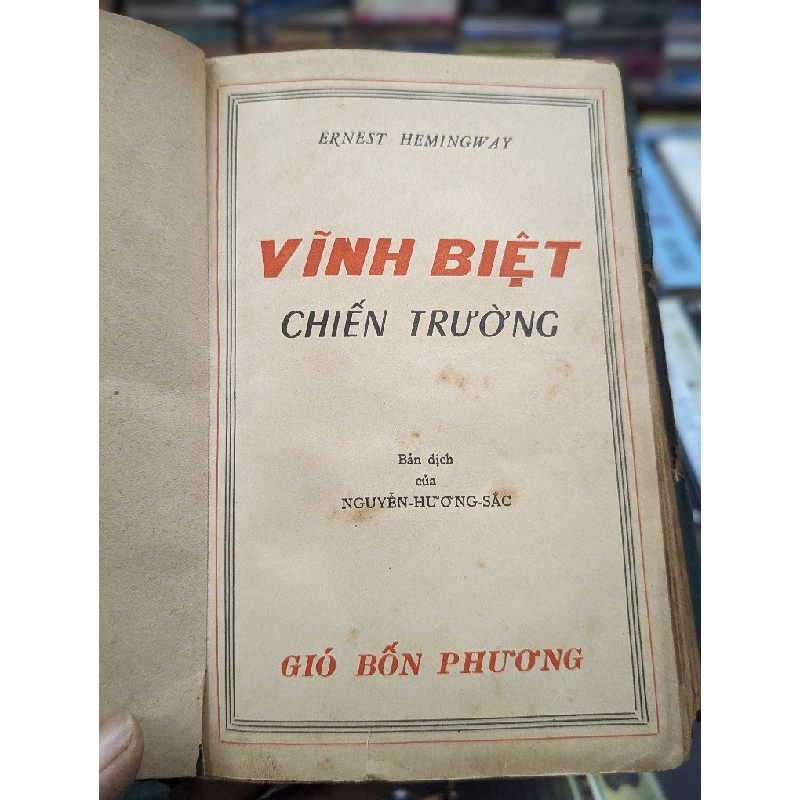 ERNEST HEMINGWAY
VĨNH BIỆT
CHIẾN TRƯỜNG
Bản dịch
của
NGUYỄN-HƯƠNG-SẮC
GIÓ BỐN PHƯƠNG